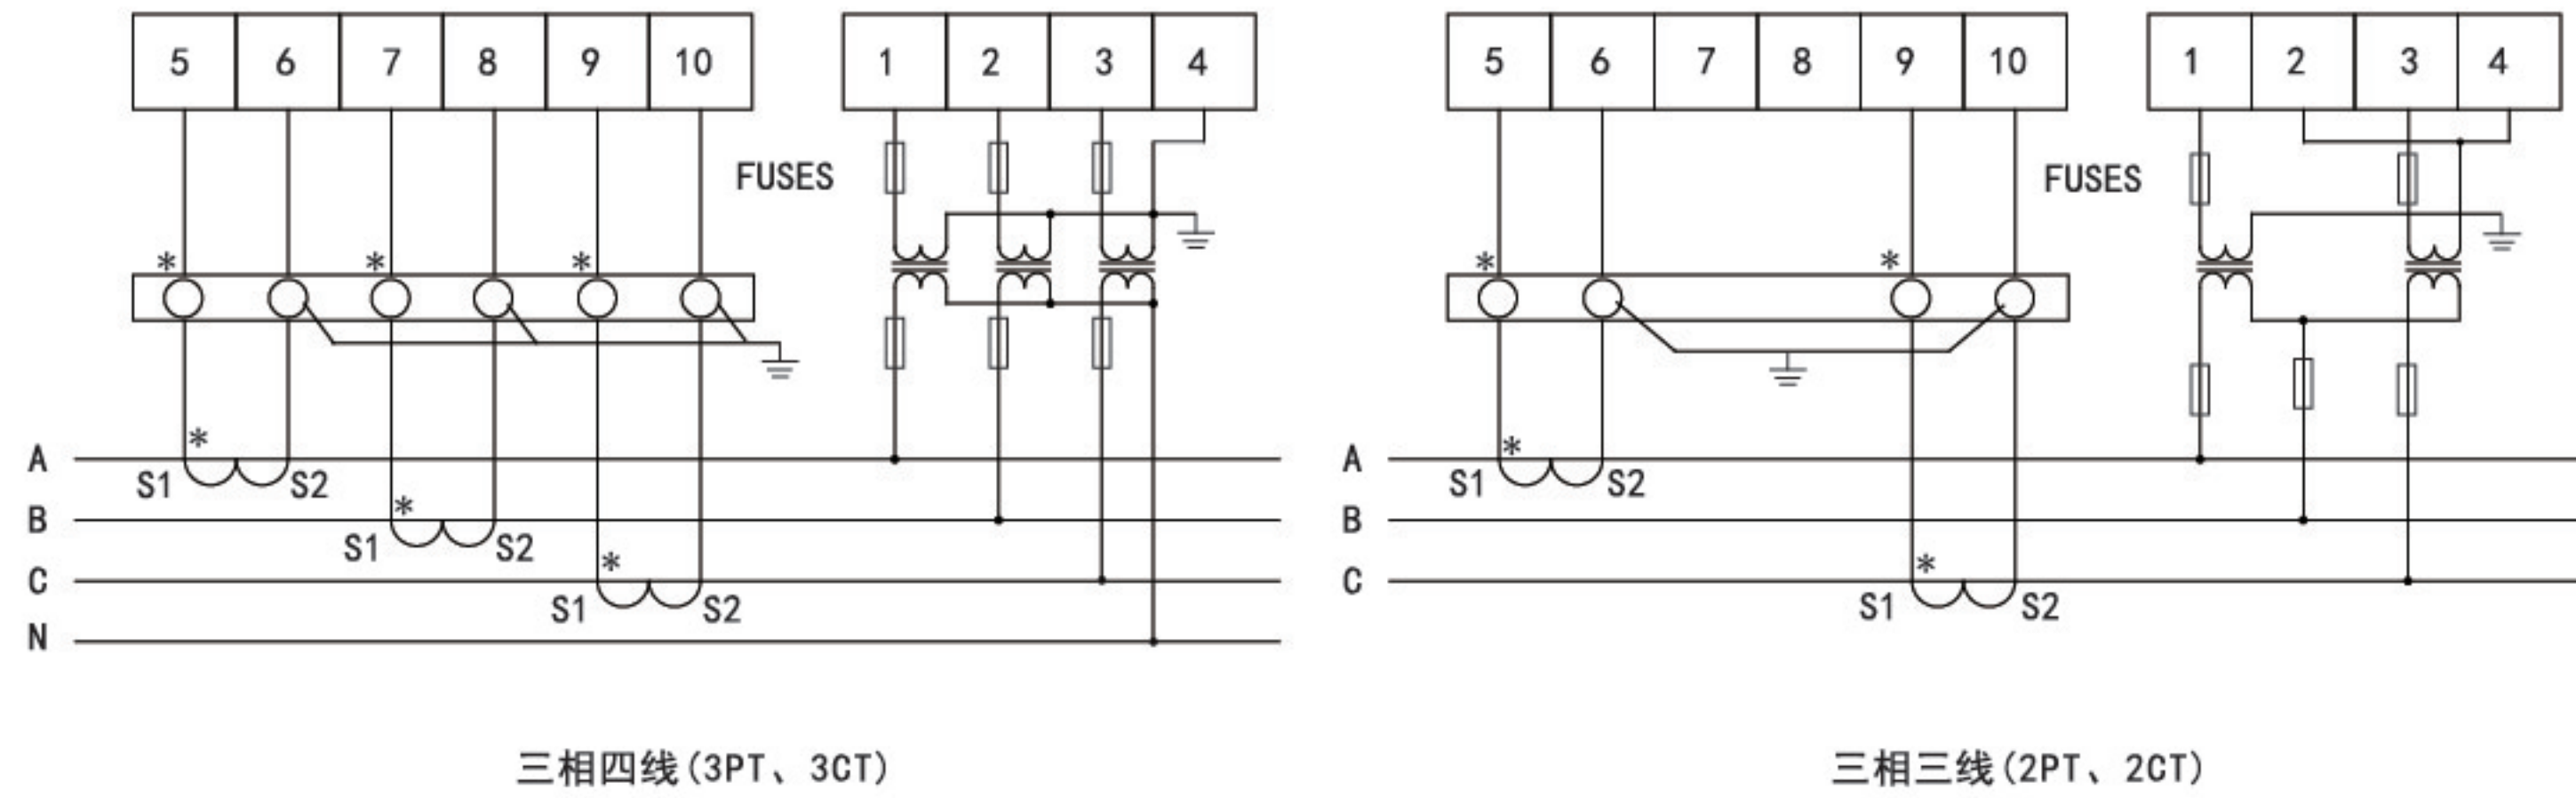 5 6 7 8 9 10 1 2 3 4
FUSES
* * *
*
A S1 S2
*
B S1 S2
*
C S1 S2
N
三相四线(3PT、3CT)
5 6 7 8 9 10 1 2 3 4
FUSES
* *
*
A S1 S2
B
*
C S1 S2
三相三线(2PT、2CT)